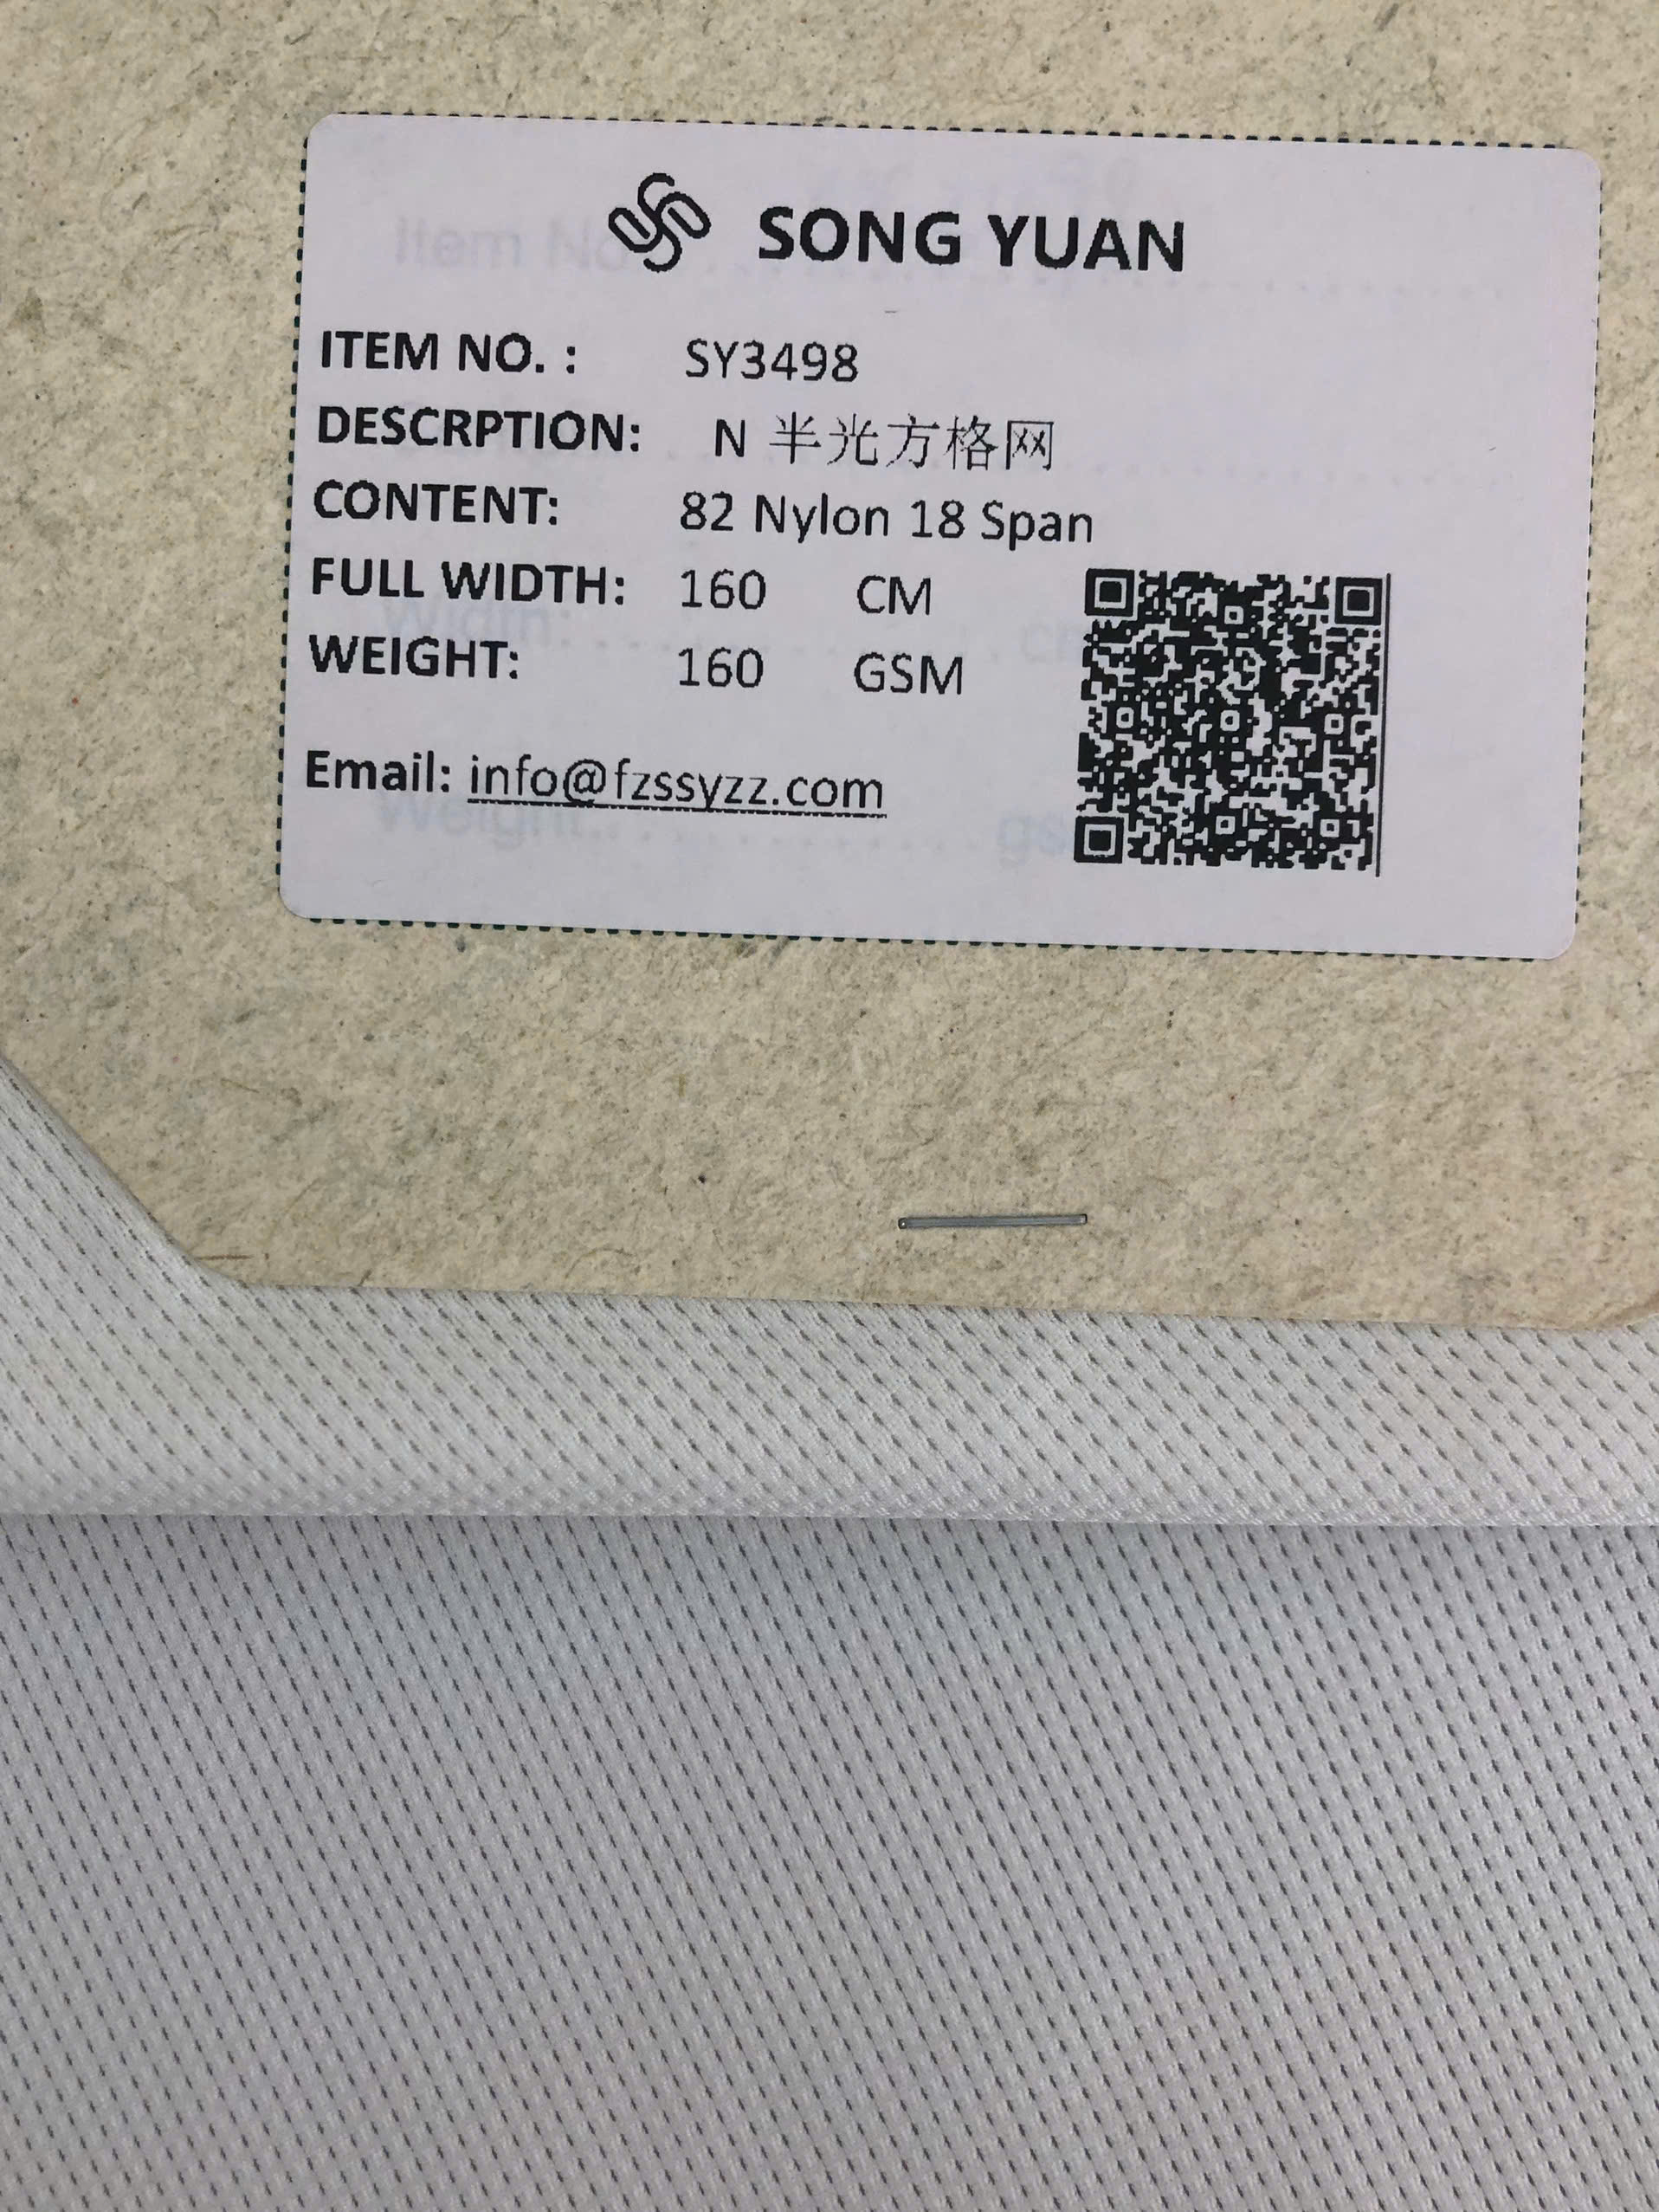 SONG YUAN
ITEM NO. : SY3498
DESCRPTION: N 半光方格网
CONTENT: 82 Nylon 18 Span
FULL WIDTH: 160 CM
WEIGHT: 160 GSM
Email: info@fzssyzz.com